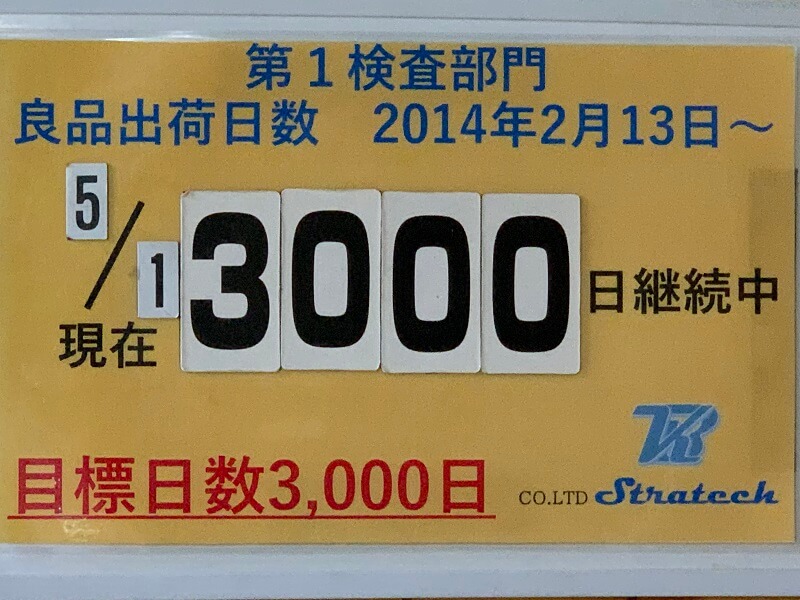 第1検査部門
良品出荷日数　2014年2月13日～
5/1
現在
3000
日継続中
目標日数3,000日
TKR
CO.LTD Stratech